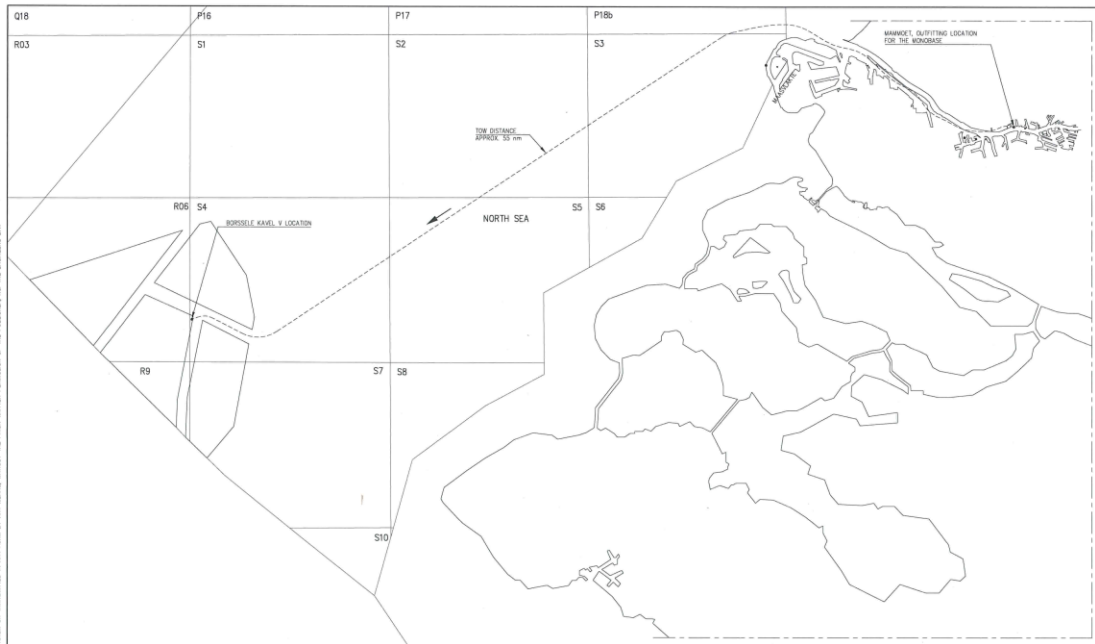 Q18
P16
P17
P18b
R03
S1
S2
S3
MAMMOET, OUTFITTING LOCATION
FOR THE MONOBASE
MAASVLAKTE
TOW DISTANCE
APPROX. 55 nm
R06
S4
S5
S6
NORTH SEA
BORSSELE KAVEL V LOCATION
R9
S7
S8
S10